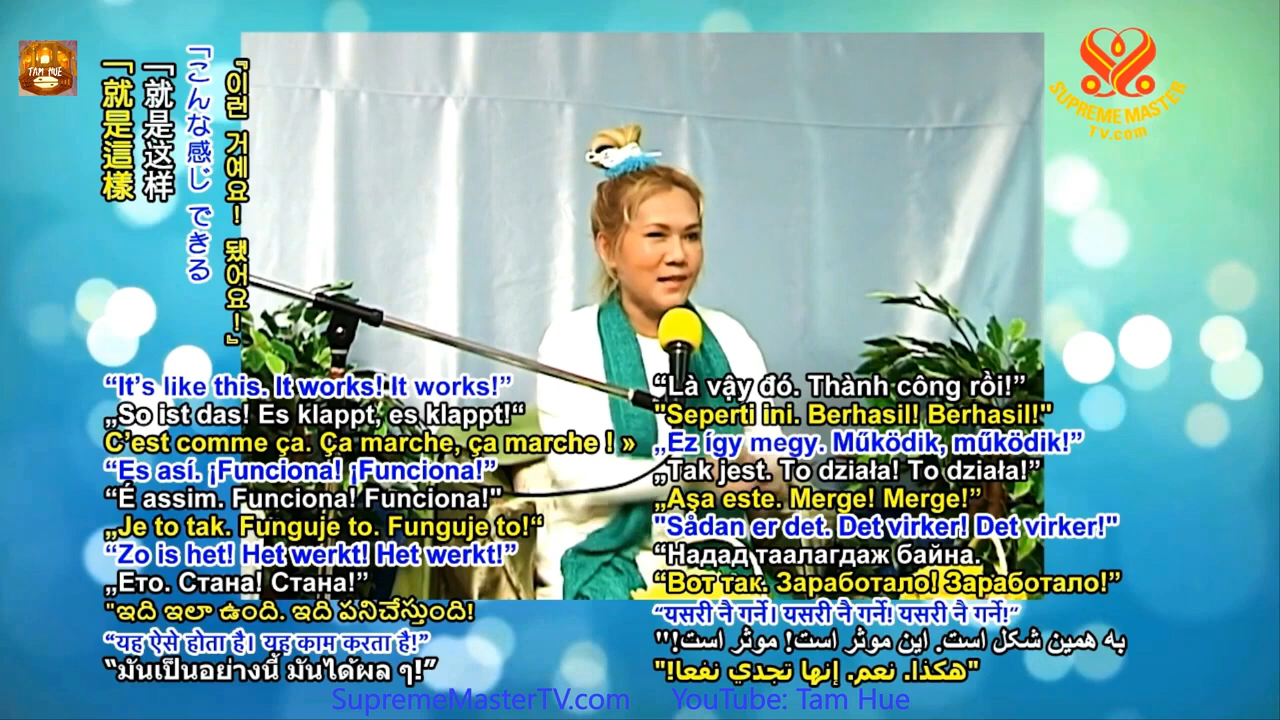 TAM HUE
「就是這樣
「就是这样
「こんな感じ できる
『이런 거예요! 됐어요!』
SUPREME MASTER
TV.com
“It’s like this. It works! It works!”
„So ist das! Es klappt, es klappt!“
C’est comme ça. Ça marche, ça marche ! »
“Es así. ¡Funciona! ¡Funciona!”
“É assim. Funciona! Funciona!"
„Je to tak. Funguje to. Funguje to!“
“Zo is het! Het werkt! Het werkt!”
„Ето. Стана! Стана!”
"ఇది ఇలా ఉంది. ఇది పనిచేస్తుంది!
“यह ऐसे होता है। यह काम करता है!”
“มันเป็นอย่างนี้ มันได้ผล ๆ!”
“Là vậy đó. Thành công rồi!”
"Seperti ini. Berhasil! Berhasil!"
„Ez így megy. Működik, működik!”
„Tak jest. To działa! To działa!”
„Aşa este. Merge! Merge!”
"Sådan er det. Det virker! Det virker!"
“Надад таалагдаж байна.
“Вот так. Заработало! Заработало!”
“यसरी नै गर्ने। यसरी नै गर्ने! यसरी नै गर्ने!”
به همین شکل است. این موثر است! موثر است!"
"هكذا. نعم. إنها تجدي نفعا!"
SupremeMasterTV.com YouTube: Tam Hue